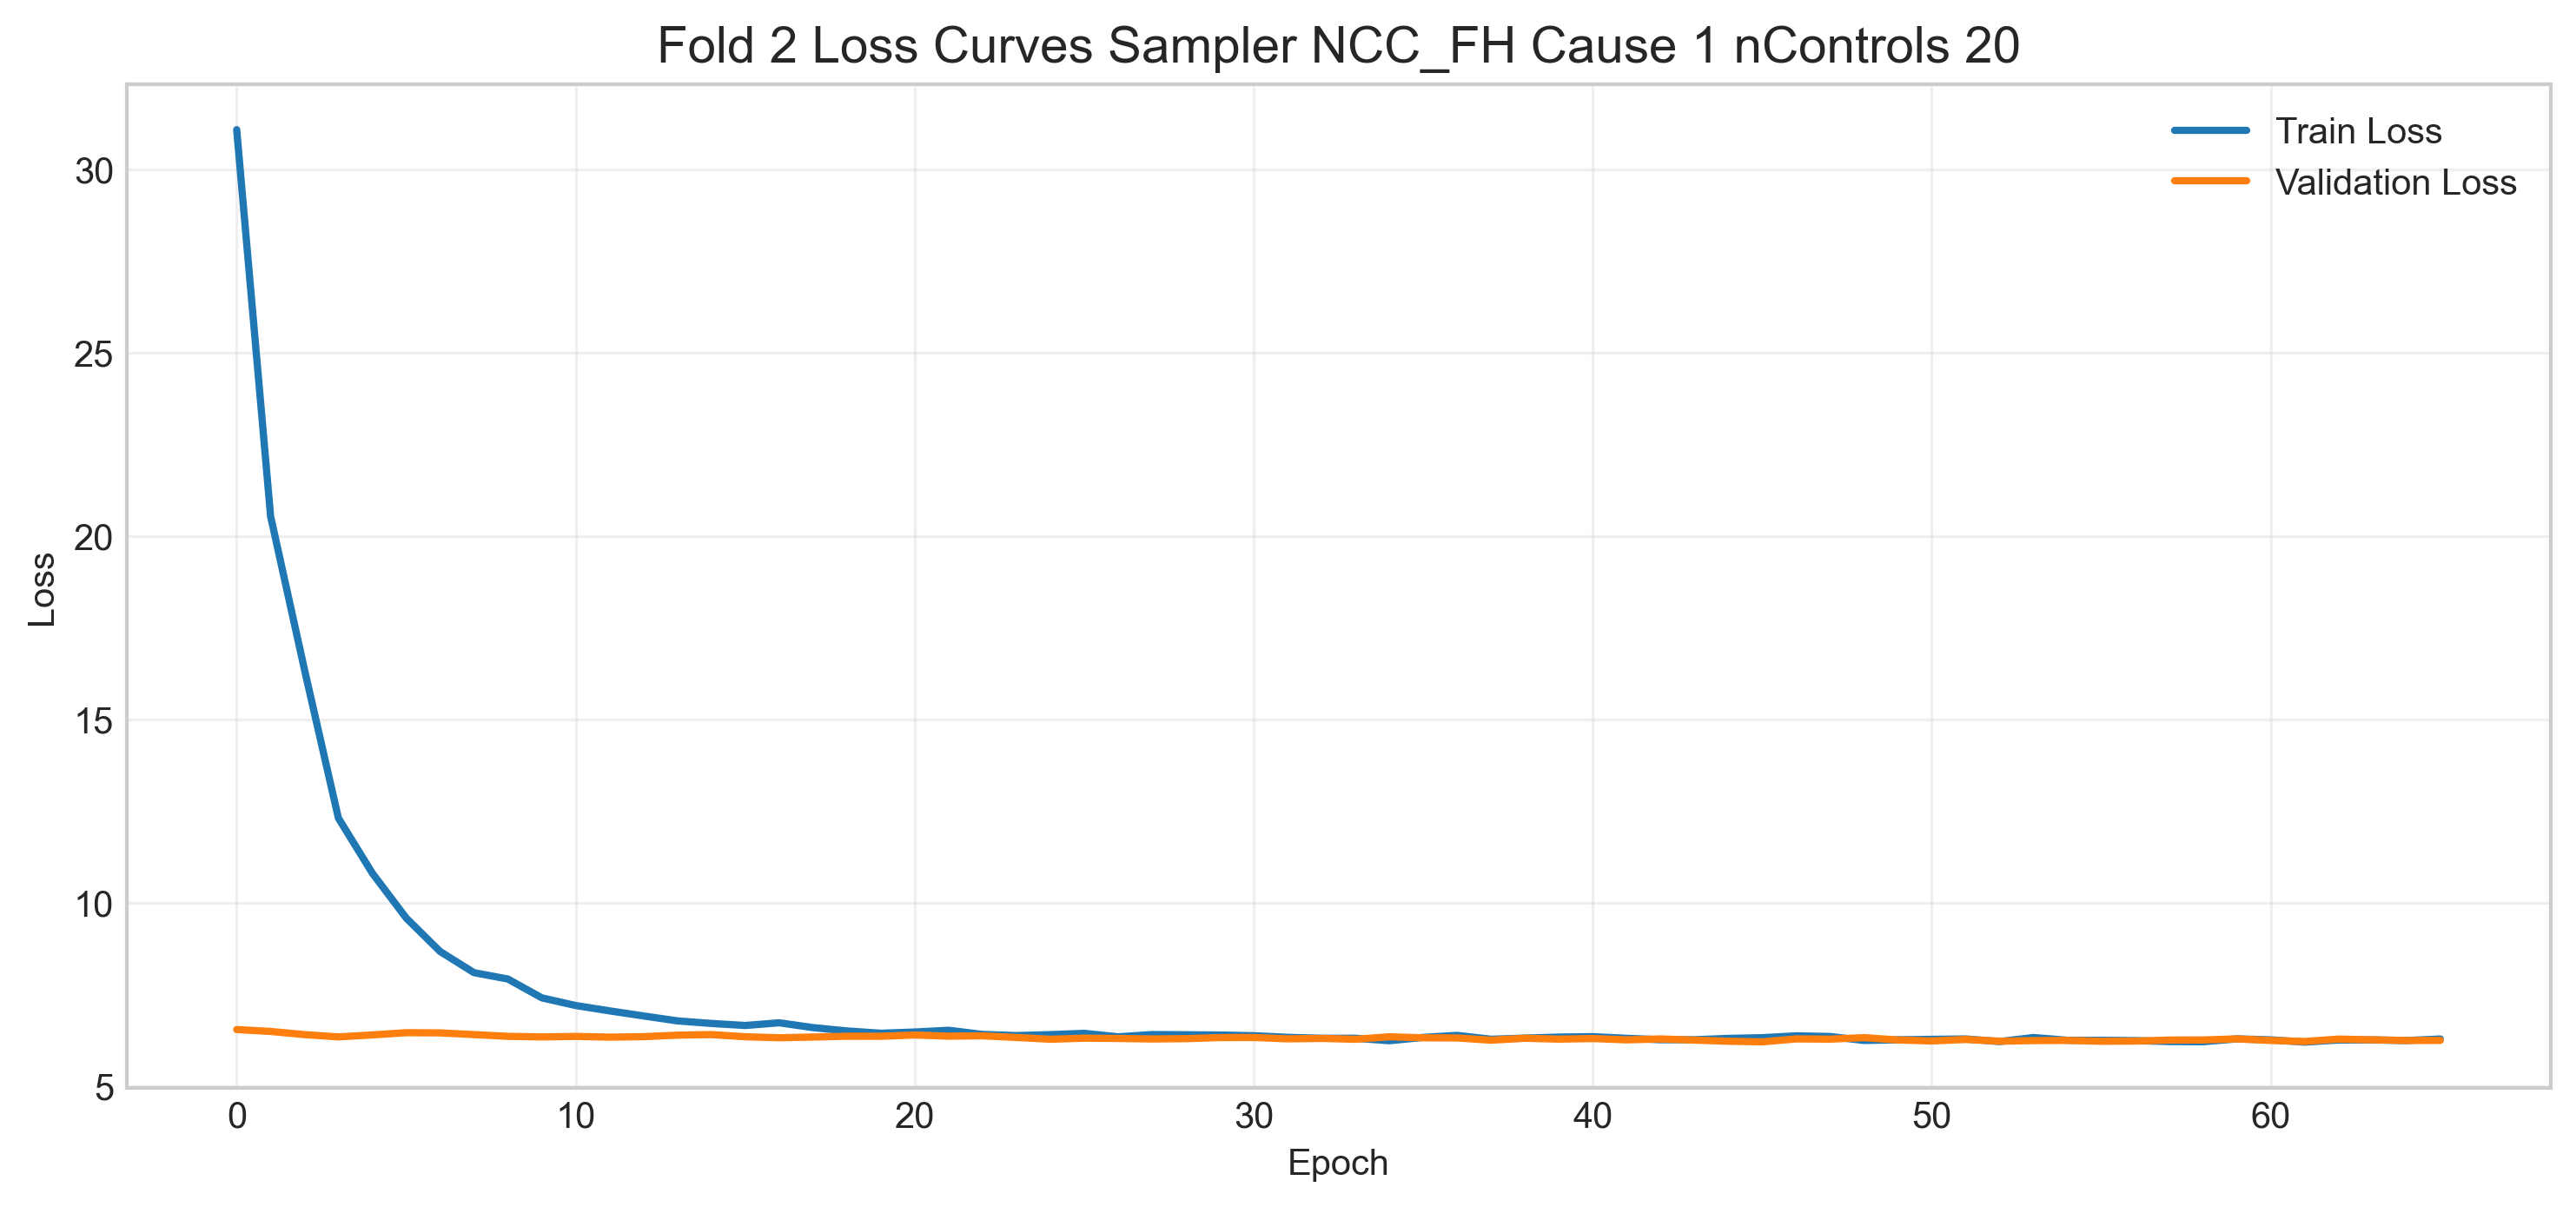 Fold 2 Loss Curves Sampler NCC_FH Cause 1 nControls 20
Train Loss
Validation Loss
30
25
20
15
10
5
Loss
0 10 20 30 40 50 60
Epoch